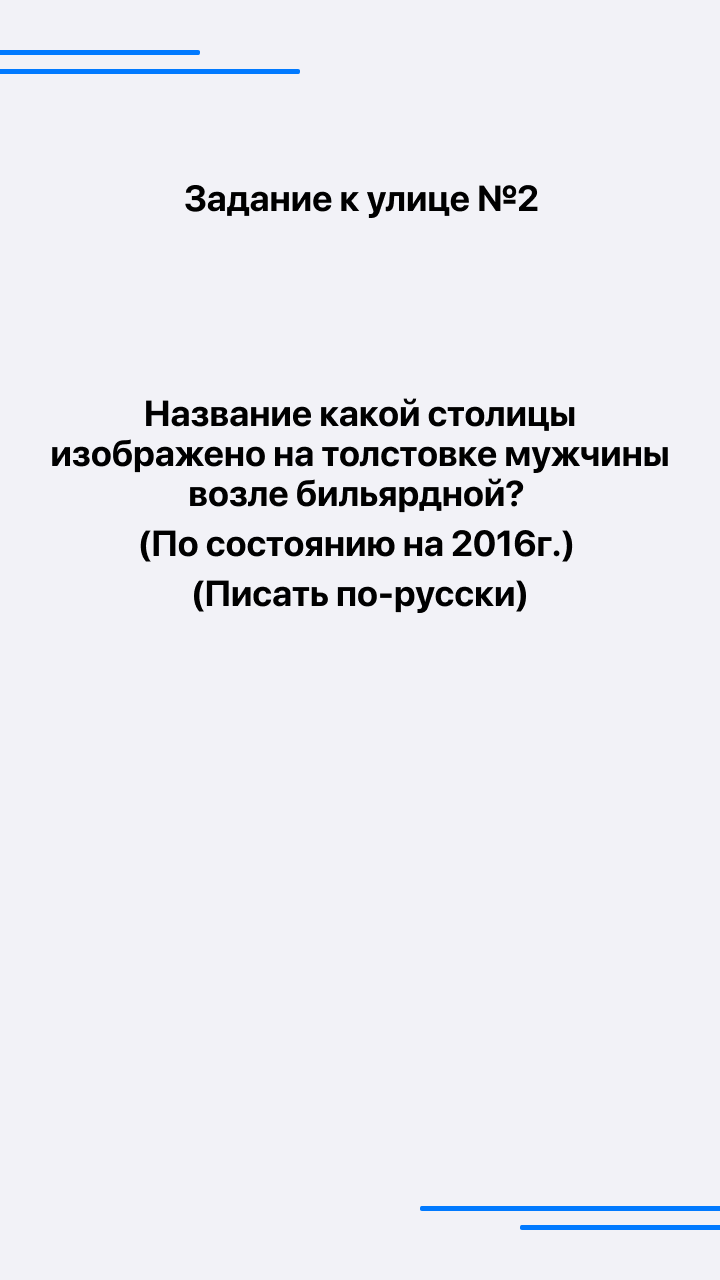 Задание к улице №2
Название какой столицы
изображено на толстовке мужчины
возле бильярдной?
(По состоянию на 2016г.)
(Писать по-русски)